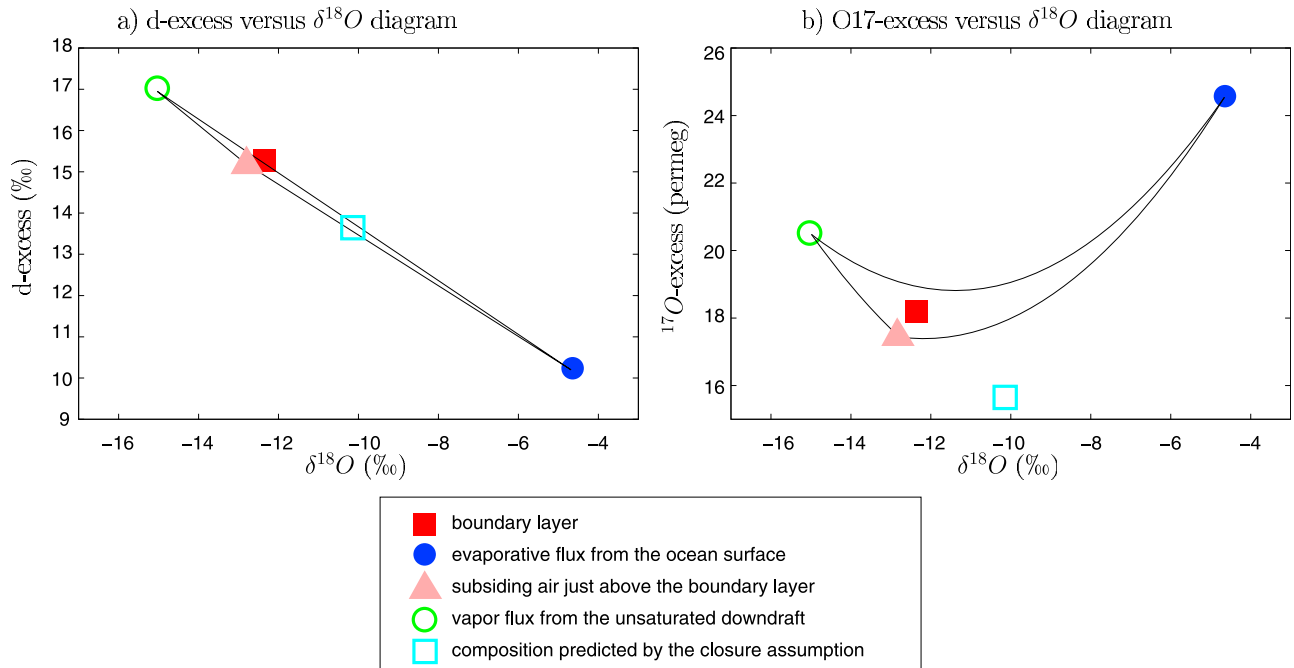 a) d-excess versus δ¹⁸O diagram
18
17
16
15
14
13
12
11
10
9
d-excess (‰)
−16 −14 −12 −10 −8 −6 −4
δ¹⁸O (‰)
b) O17-excess versus δ¹⁸O diagram
26
24
22
20
18
16
¹⁷O-excess (permeg)
−16 −14 −12 −10 −8 −6 −4
δ¹⁸O (‰)
boundary layer
evaporative flux from the ocean surface
subsiding air just above the boundary layer
vapor flux from the unsaturated downdraft
composition predicted by the closure assumption